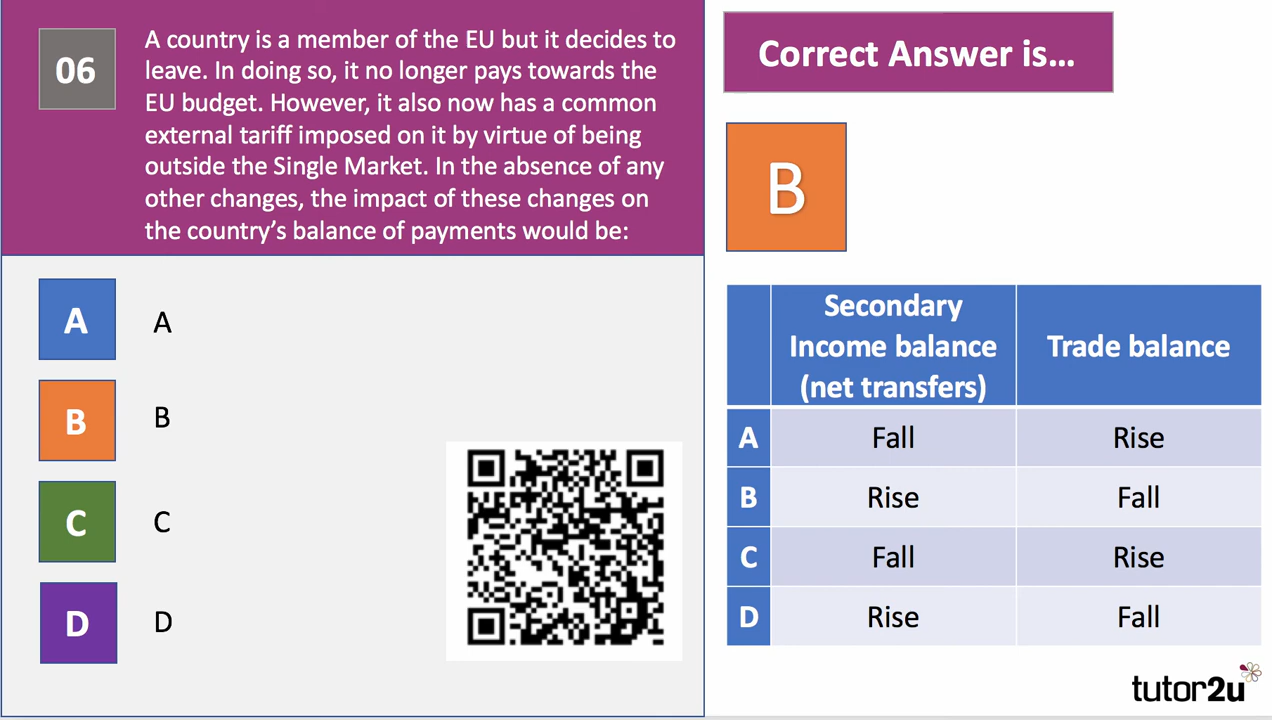 06
A country is a member of the EU but it decides to
leave. In doing so, it no longer pays towards the
EU budget. However, it also now has a common
external tariff imposed on it by virtue of being
outside the Single Market. In the absence of any
other changes, the impact of these changes on
the country's balance of payments would be:
A A
B B
C C
D D
Correct Answer is...
B
Secondary
Income balance
(net transfers)
Trade balance
A Fall Rise
B Rise Fall
C Fall Rise
D Rise Fall
tutor2u